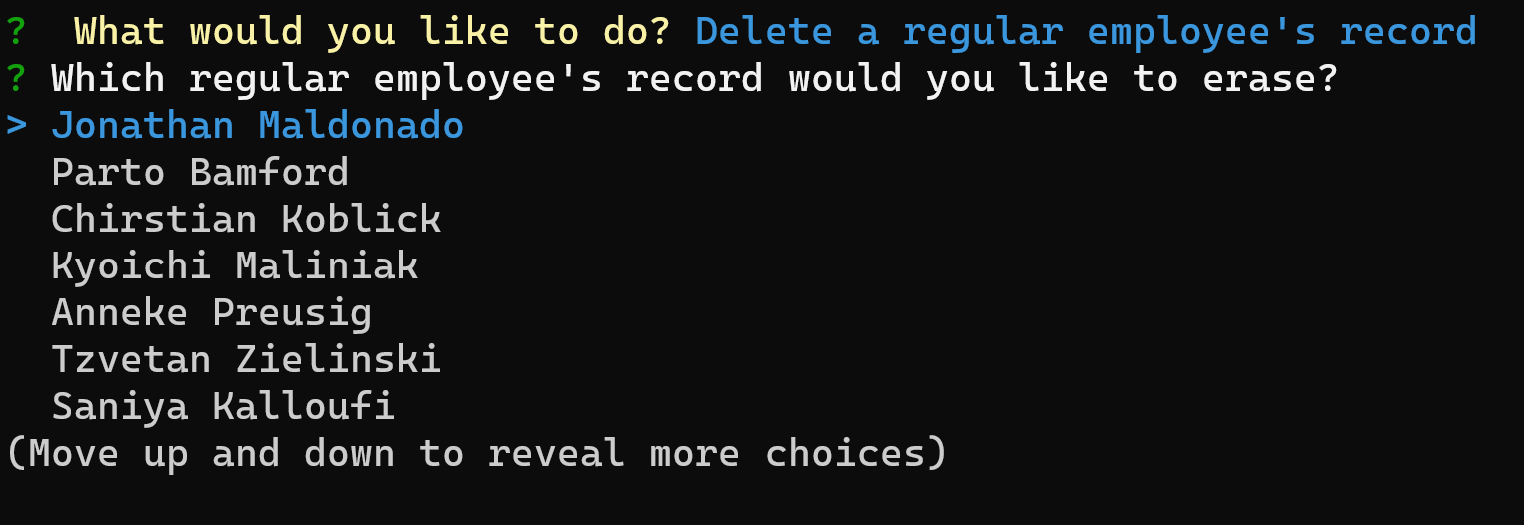 ?  What would you like to do? Delete a regular employee's record
? Which regular employee's record would you like to erase?
> Jonathan Maldonado
Parto Bamford
Chirstian Koblick
Kyoichi Maliniak
Anneke Preusig
Tzvetan Zielinski
Saniya Kalloufi
(Move up and down to reveal more choices)